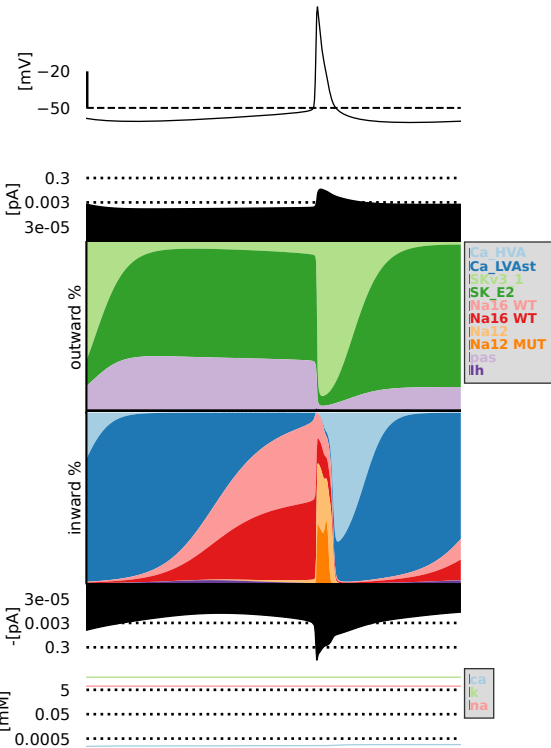 [mV]
−20
−50
[pA]
0.3
0.003
3e-05
outward %
Ca_HVA
Ca_LVAst
SKv3_1
SK_E2
Na16 WT
Na16 WT
Na12
Na12 MUT
pas
Ih
inward %
-[pA]
3e-05
0.003
0.3
[mM]
5
0.05
0.0005
ca
k
na